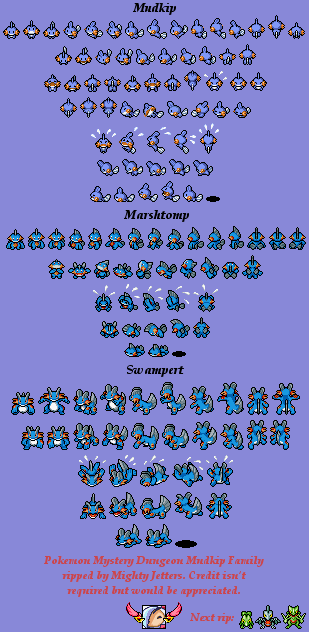 Mudkip
Marshtomp
Swampert
Pokemon Mystery Dungeon Mudkip Family
ripped by Mighty Jetters. Credit isn't
required but would be appreciated.
Next rip: